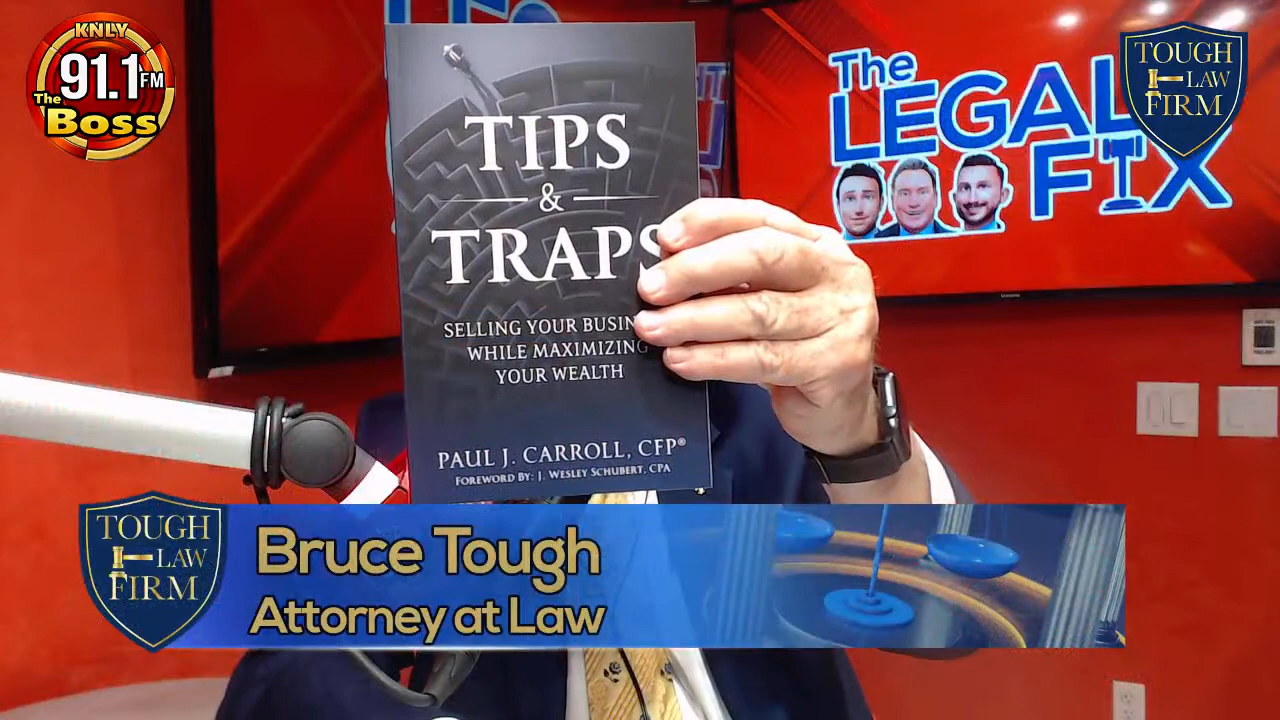 KNLY
91.1 FM
The
Boss
TIPS
&
TRAPS
SELLING YOUR BUSIN
WHILE MAXIMIZING
YOUR WEALTH
PAUL J. CARROLL, CFP®
FOREWORD BY: J. WESLEY SCHUBERT, CPA
The
LEGAL
FIX
TOUGH
LAW
FIRM
TOUGH
LAW
FIRM
Bruce Tough
Attorney at Law